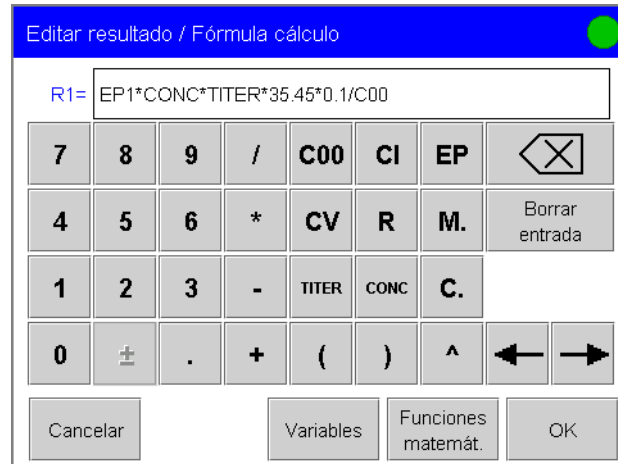 Editar resultado / Fórmula cálculo
R1= EP1*CONC*TITER*35.45*0.1/C00
7 8 9 / C00 CI EP
4 5 6 * CV R M. Borrar
entrada
1 2 3 - TITER CONC C.
0 ± . + ( ) ^
Cancelar Variables Funciones
matemát. OK